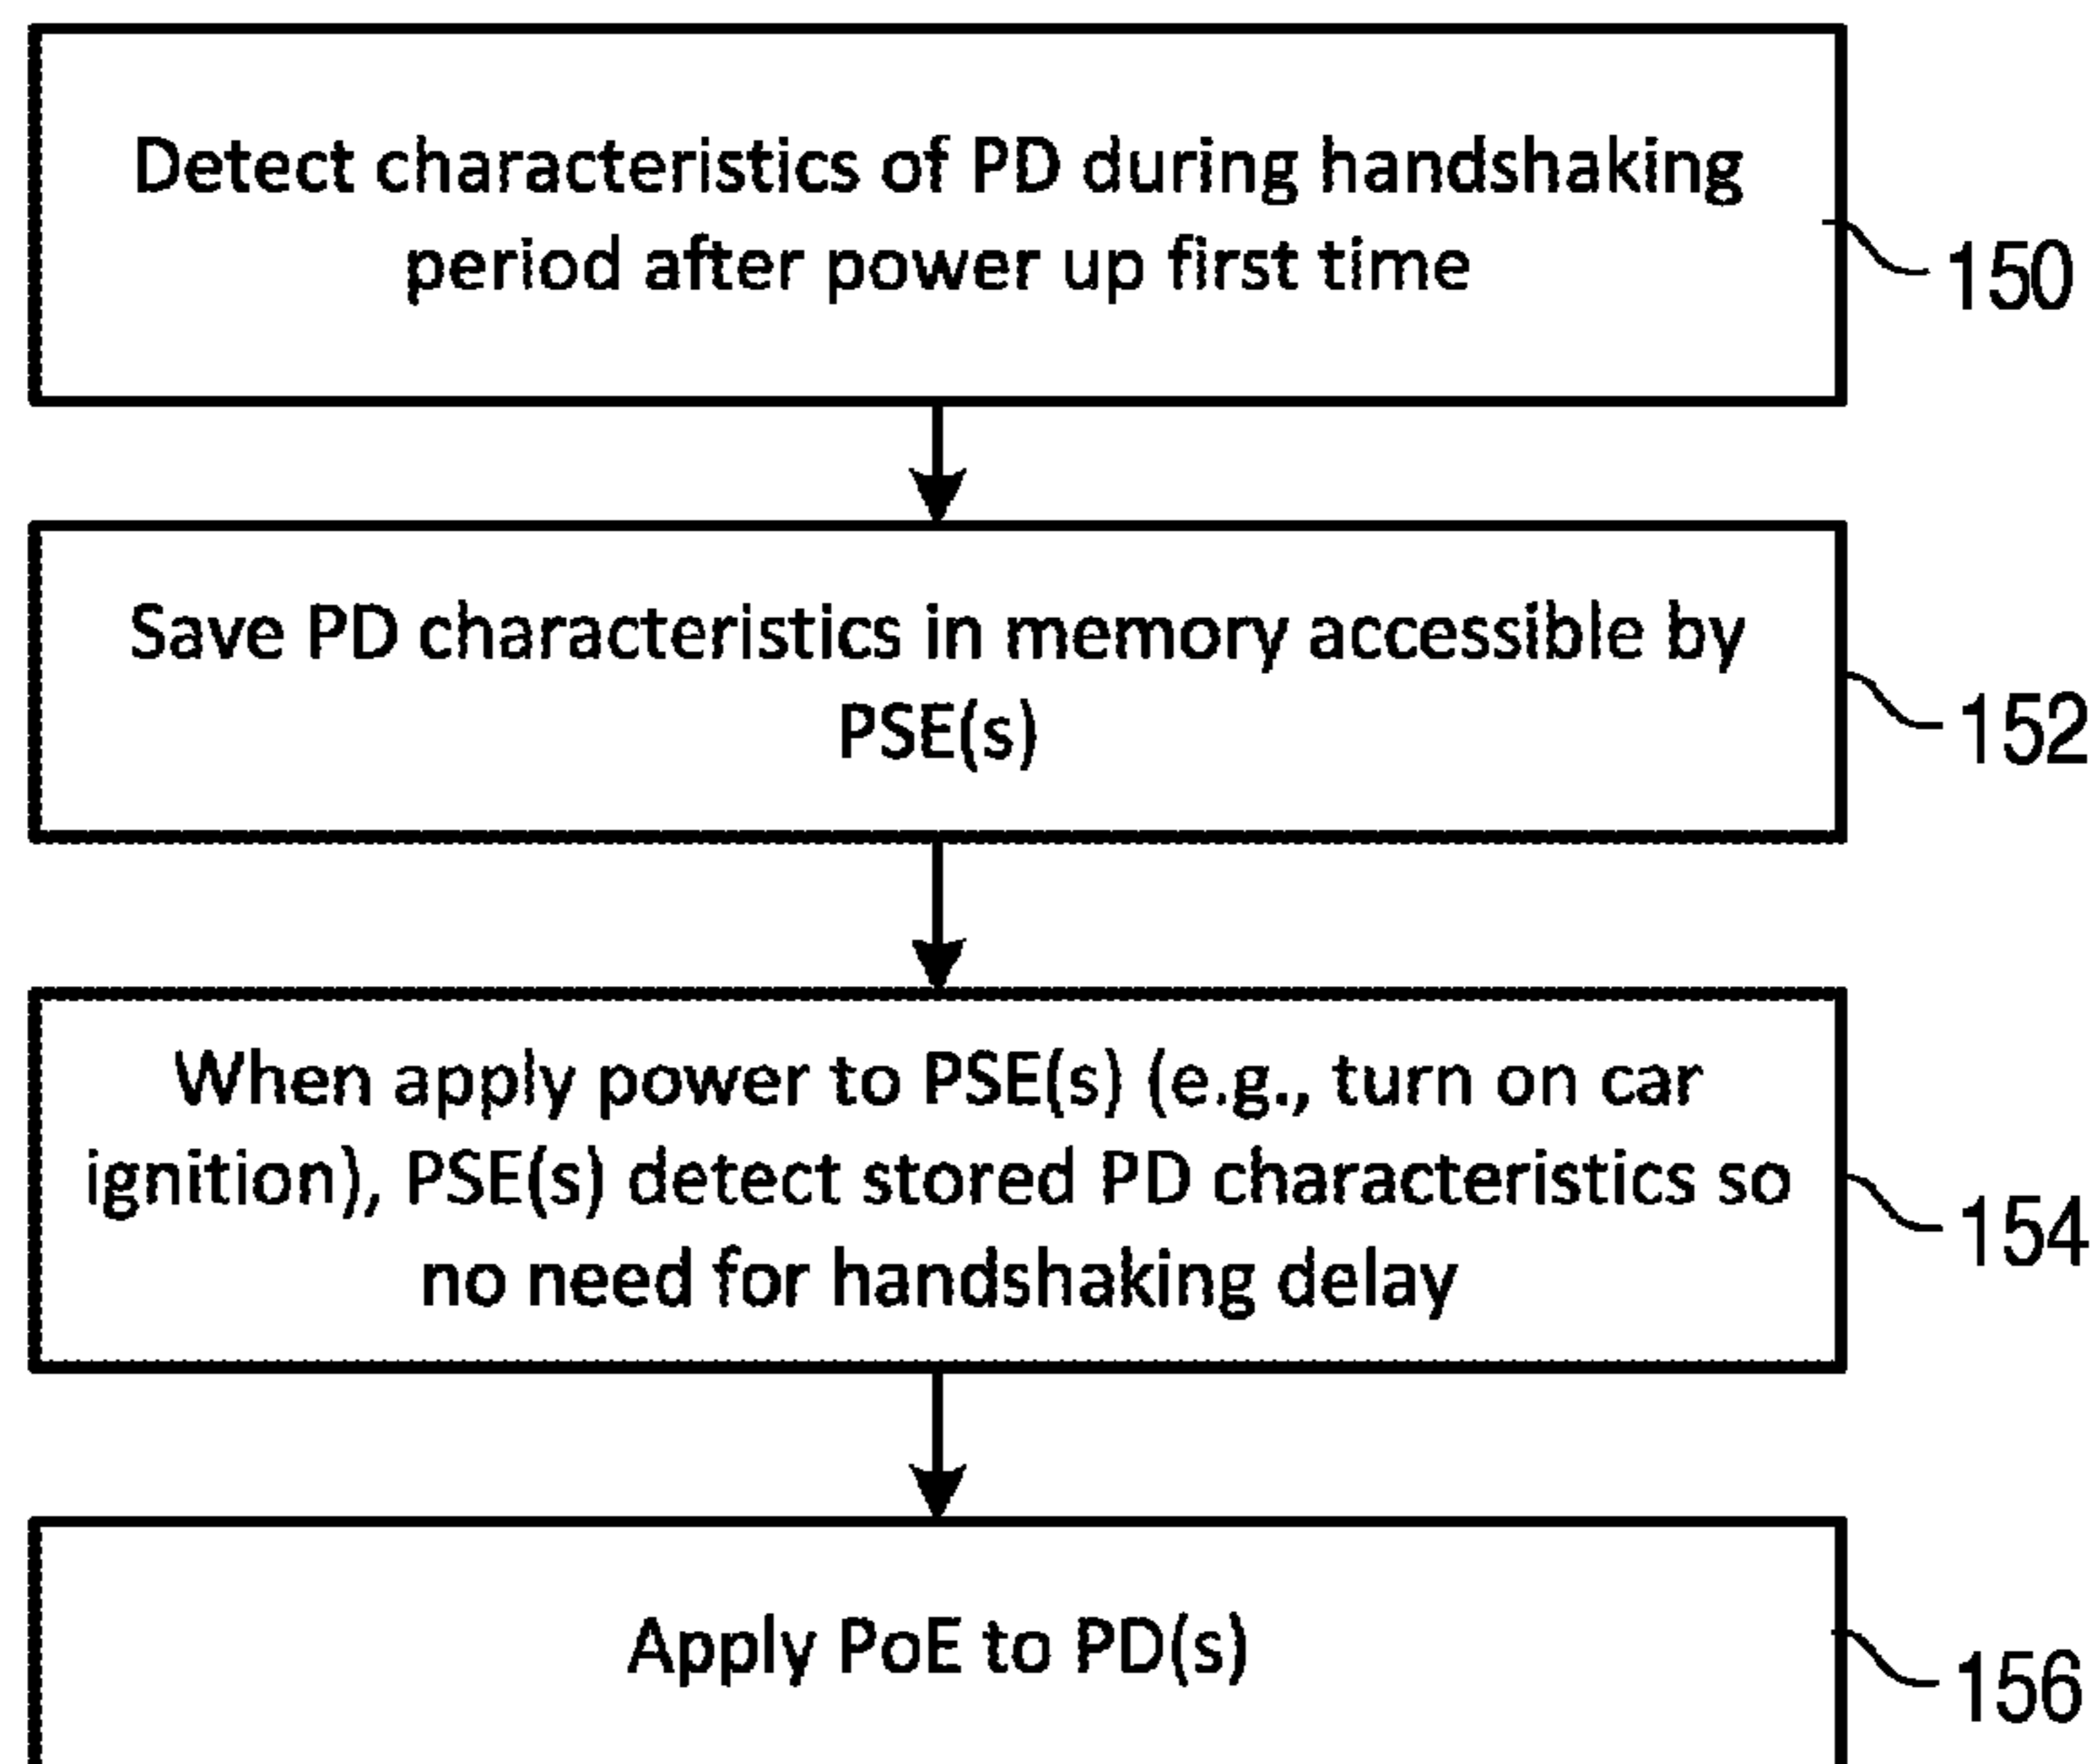 Detect characteristics of PD during handshaking
period after power up first time
150
Save PD characteristics in memory accessible by
PSE(s)
152
When apply power to PSE(s) (e.g., turn on car
ignition), PSE(s) detect stored PD characteristics so
no need for handshaking delay
154
Apply PoE to PD(s)
156